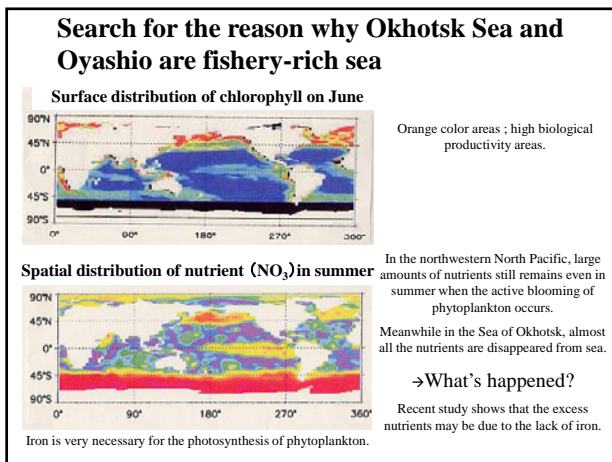 Search for the reason why Okhotsk Sea and
Oyashio are fishery-rich sea
Surface distribution of chlorophyll on June
90°N
45°N
0°
45°S
90°S
0°
90°
180°
270°
360°
Orange color areas ; high biological
productivity areas.
Spatial distribution of nutrient (NO₃) in summer
90°N
45°N
0°
45°S
90°S
0°
90°
180°
270°
360°
In the northwestern North Pacific, large
amounts of nutrients still remains even in
summer when the active blooming of
phytoplankton occurs.
Meanwhile in the Sea of Okhotsk, almost
all the nutrients are disappeared from sea.
→What's happened?
Recent study shows that the excess
nutrients may be due to the lack of iron.
Iron is very necessary for the photosynthesis of phytoplankton.